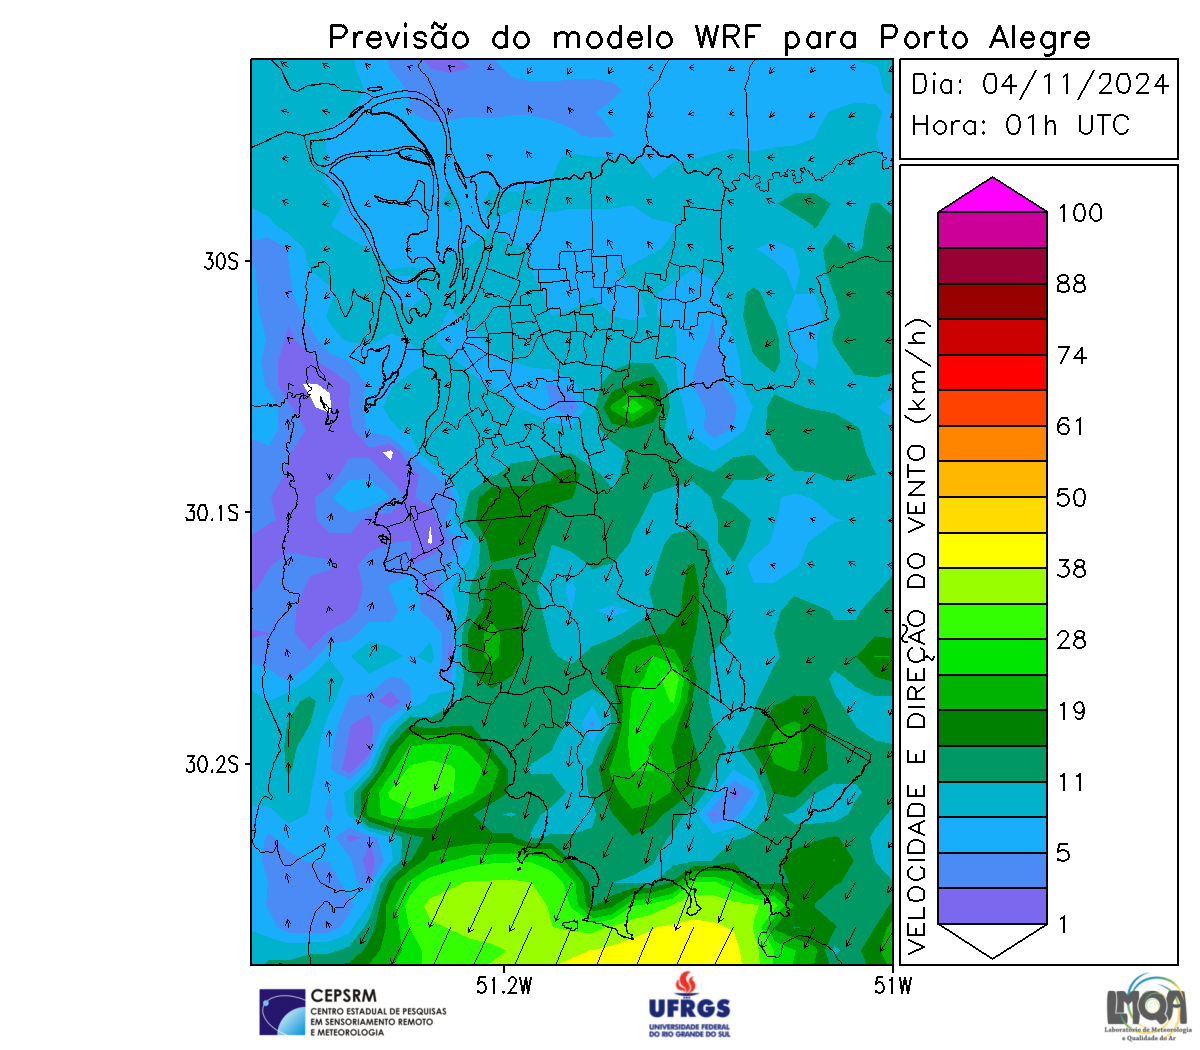 Previsão do modelo WRF para Porto Alegre
Dia: 04/11/2024
Hora: 01h UTC
30S
30.1S
30.2S
51.2W
51W
VELOCIDADE E DIREÇÃO DO VENTO (km/h)
100
88
74
61
50
38
28
19
11
5
1
CEPSRM
CENTRO ESTADUAL DE PESQUISAS
EM SENSORIAMENTO REMOTO
E METEOROLOGIA
UFRGS
UNIVERSIDADE FEDERAL
DO RIO GRANDE DO SUL
LMQA
Laboratório de Meteorologia
e Qualidade do Ar